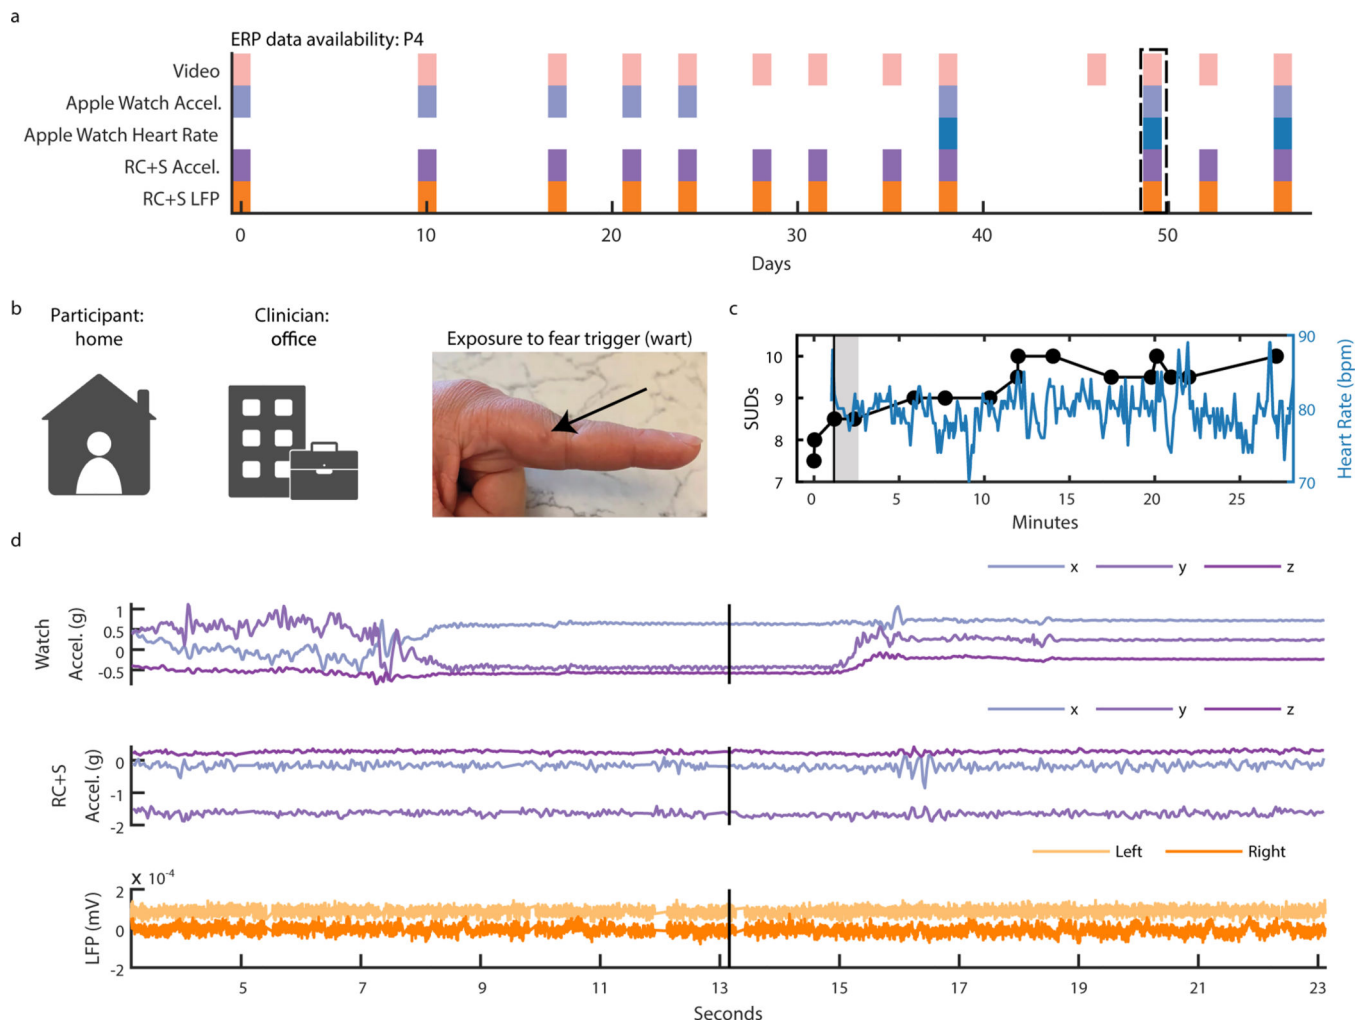 a
ERP data availability: P4
Video
Apple Watch Accel.
Apple Watch Heart Rate
RC+S Accel.
RC+S LFP
0 10 20 30 40 50
Days
b
Participant:
home
Clinician:
office
Exposure to fear trigger (wart)
c
10
9
8
7
SUDs
90
80
70
Heart Rate (bpm)
0 5 10 15 20 25
Minutes
d
x y z
Watch
Accel. (g)
1
0.5
0
-0.5
x y z
RC+S
Accel. (g)
0
-1
-2
Left Right
x 10-4
LFP (mV)
2
0
-2
5 7 9 11 13 15 17 19 21 23
Seconds